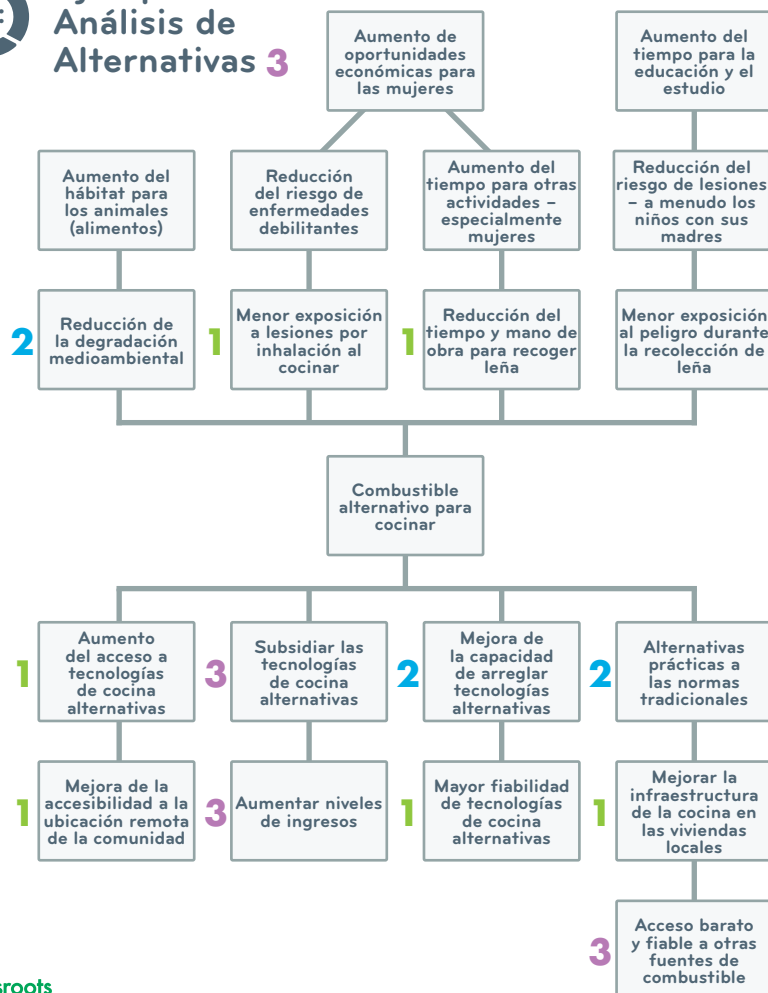 Análisis de
Alternativas 3
Aumento de
oportunidades
económicas para
las mujeres
Aumento del
tiempo para la
educación y el
estudio
Aumento del
hábitat para
los animales
(alimentos)
Reducción
del riesgo de
enfermedades
debilitantes
Aumento del
tiempo para otras
actividades –
especialmente
mujeres
Reducción del
riesgo de lesiones
– a menudo los
niños con sus
madres
2
Reducción de
la degradación
medioambiental
1
Menor exposición
a lesiones por
inhalación al
cocinar
1
Reducción del
tiempo y mano de
obra para recoger
leña
Menor exposición
al peligro durante
la recolección de
leña
Combustible
alternativo para
cocinar
1
Aumento
del acceso a
tecnologías
de cocina
alternativas
3
Subsidiar las
tecnologías
de cocina
alternativas
2
Mejora de
la capacidad
de arreglar
tecnologías
alternativas
2
Alternativas
prácticas a
las normas
tradicionales
1
Mejora de la
accesibilidad a la
ubicación remota
de la comunidad
3
Aumentar niveles
de ingresos
1
Mayor fiabilidad
de tecnologías
de cocina
alternativas
1
Mejorar la
infraestructura
de la cocina en
las viviendas
locales
3
Acceso barato
y fiable a otras
fuentes de
combustible